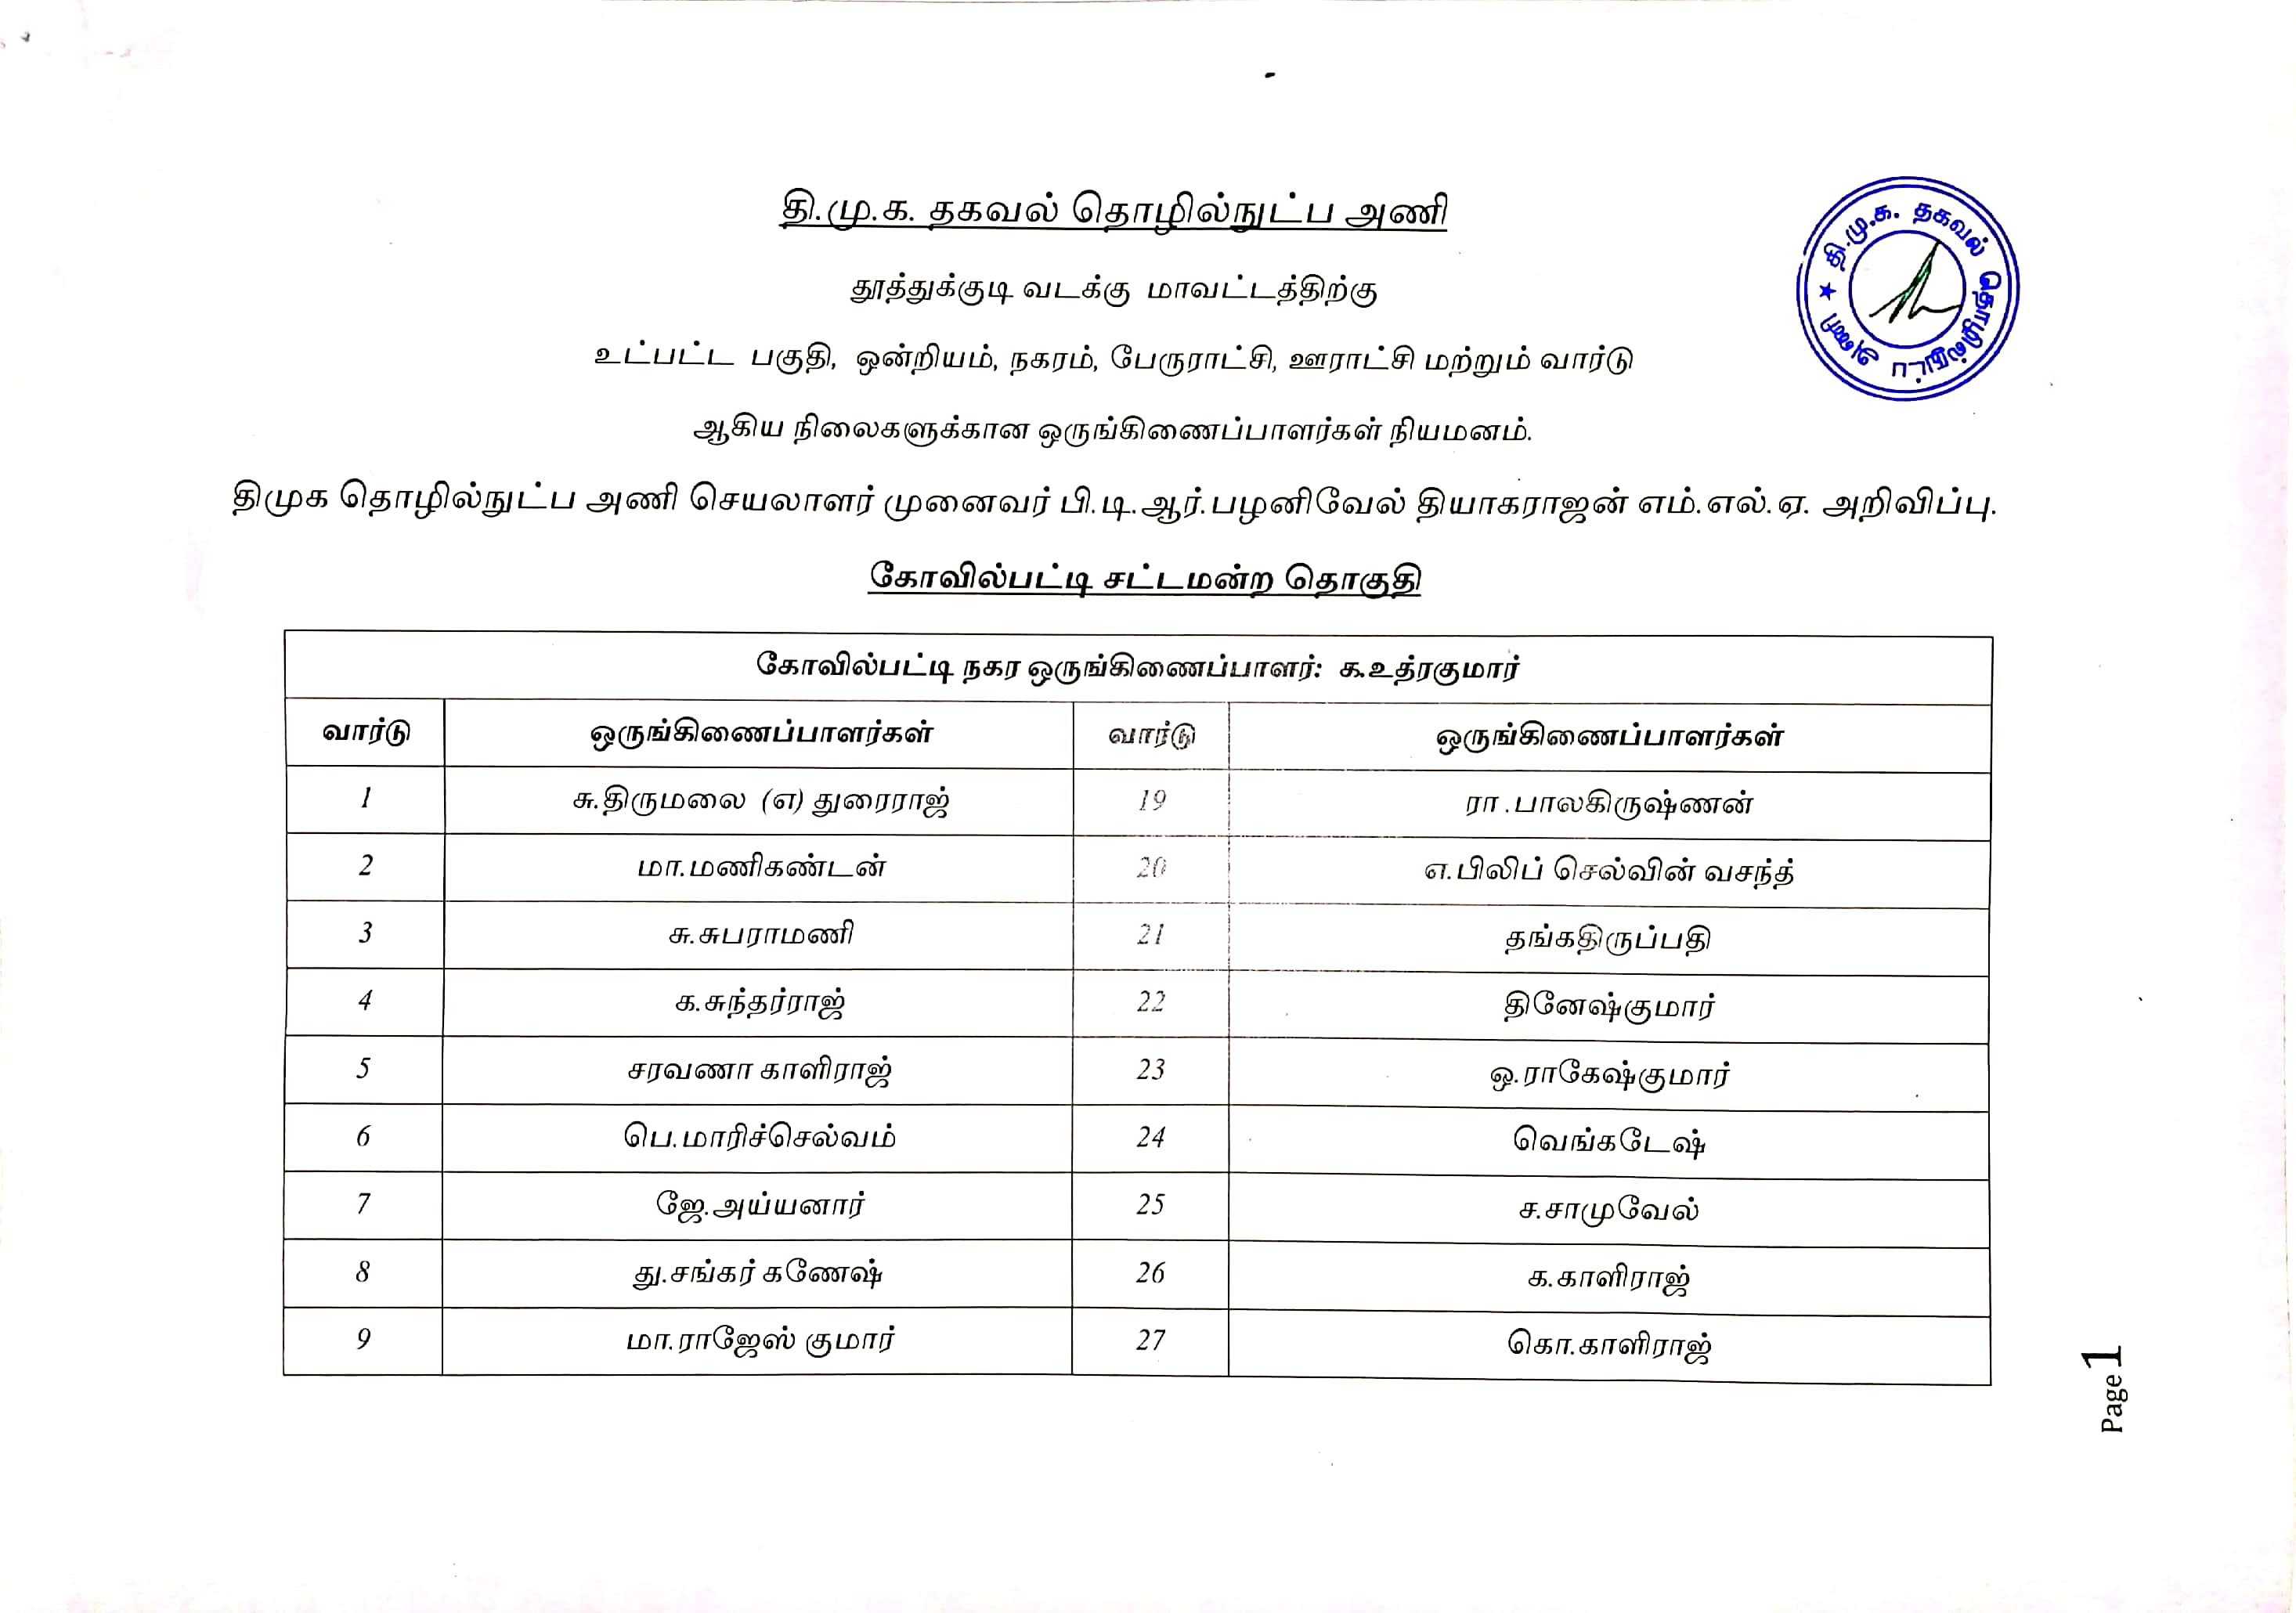 தி.மு.க. தகவல் தொழில்நுட்ப அணி
தி.மு.க. தகவல் தொழில்நுட்ப அணி
தூத்துக்குடி வடக்கு மாவட்டத்திற்கு
உட்பட்ட பகுதி, ஒன்றியம், நகரம், பேரூராட்சி, ஊராட்சி மற்றும் வார்டு
ஆகிய நிலைகளுக்கான ஒருங்கிணைப்பாளர்கள் நியமனம்.
திமுக தொழில்நுட்ப அணி செயலாளர் முனைவர் பி.டி.ஆர்.பழனிவேல் தியாகராஜன் எம்.எல்.ஏ. அறிவிப்பு.
கோவில்பட்டி சட்டமன்ற தொகுதி
கோவில்பட்டி நகர ஒருங்கிணைப்பாளர்: க.உத்ரகுமார்
வார்டு ஒருங்கிணைப்பாளர்கள் வார்டு ஒருங்கிணைப்பாளர்கள்
1 சு.திருமலை (எ) துரைராஜ் 19 ரா .பாலகிருஷ்ணன்
2 மா.மணிகண்டன் 20 எ.பிலிப் செல்வின் வசந்த்
3 சு.சுபராமணி 21 தங்கதிருப்பதி
4 க.சுந்தர்ராஜ் 22 தினேஷ்குமார்
5 சரவணா காளிராஜ் 23 ஒ.ராகேஷ்குமார்
6 பெ.மாரிச்செல்வம் 24 வெங்கடேஷ்
7 ஜே.அய்யனார் 25 ச.சாமுவேல்
8 து.சங்கர் கணேஷ் 26 க.காளிராஜ்
9 மா.ராஜேஸ் குமார் 27 கொ.காளிராஜ்
Page 1